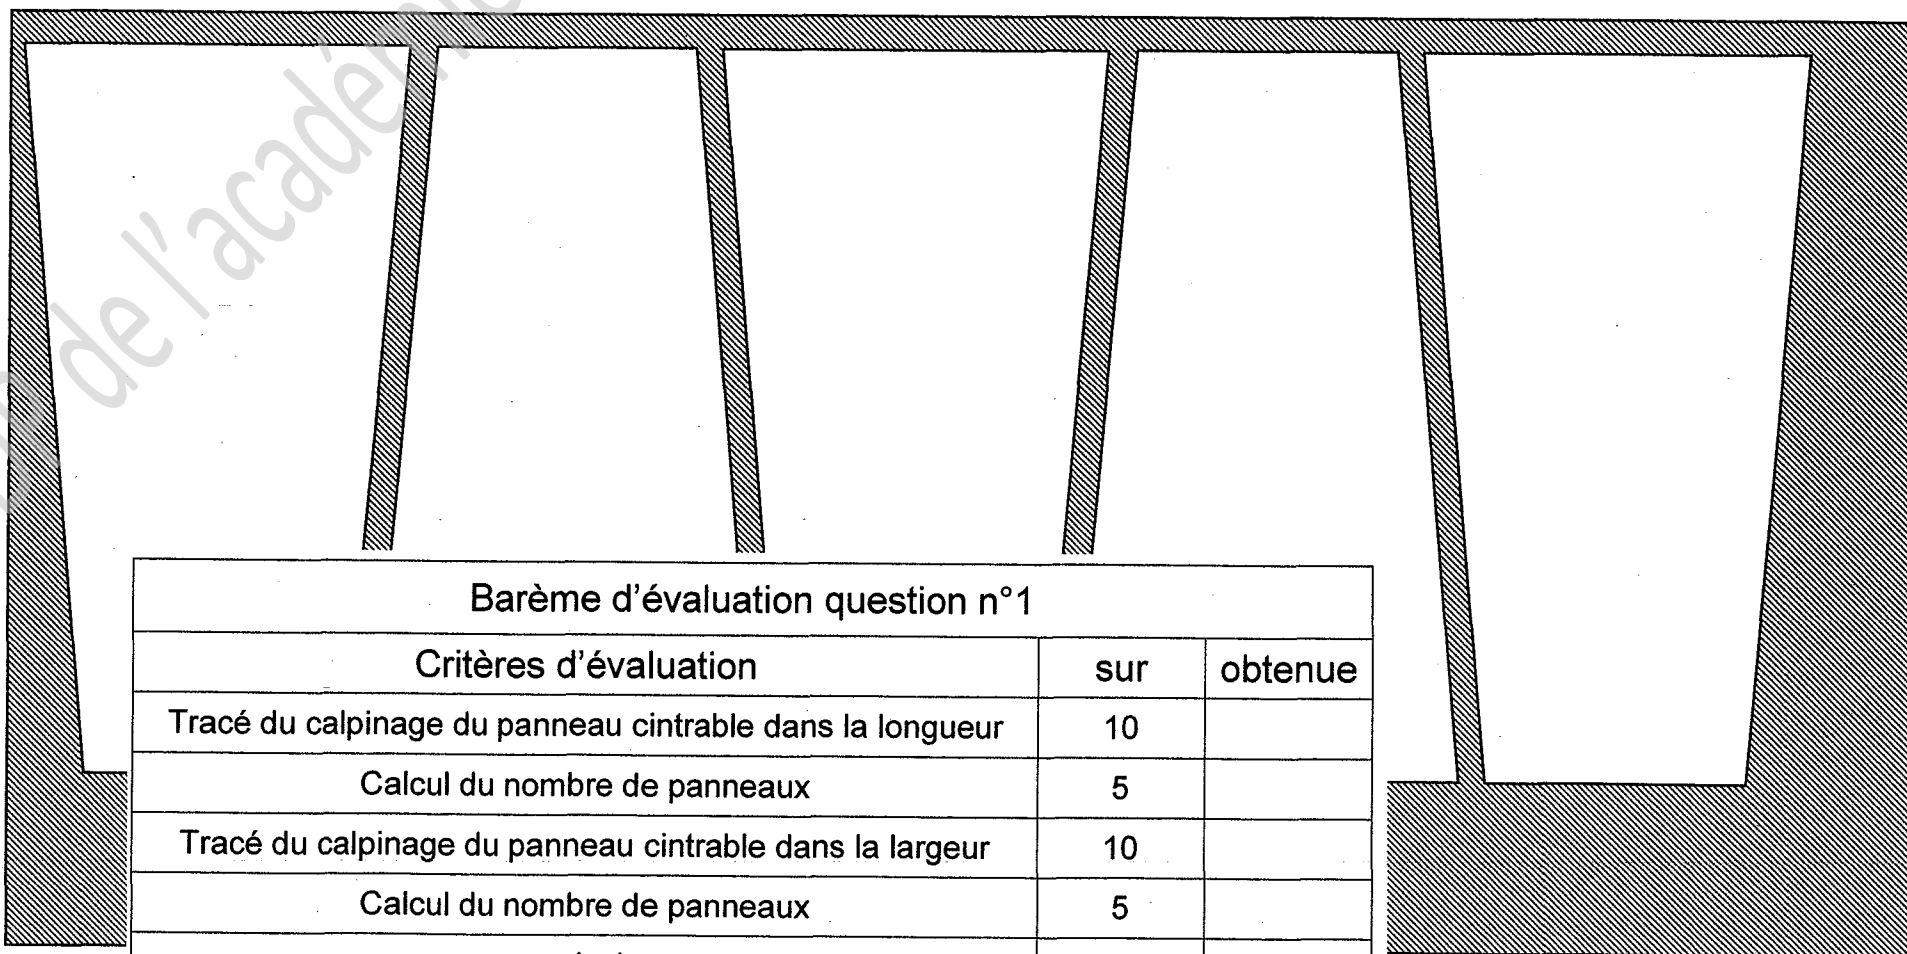 de l'académie
Barème d'évaluation question n°1
Critères d'évaluation sur obtenue
Tracé du calpinage du panneau cintrable dans la longueur 10
Calcul du nombre de panneaux 5
Tracé du calpinage du panneau cintrable dans la largeur 10
Calcul du nombre de panneaux 5